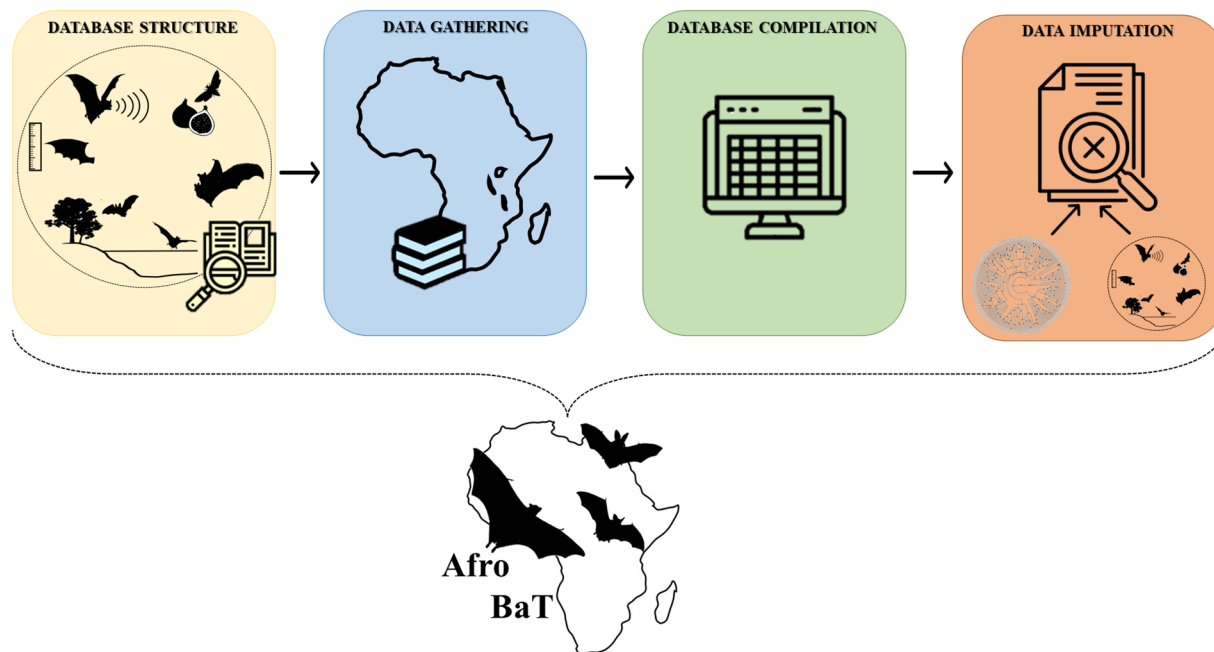 DATABASE STRUCTURE
DATA GATHERING
DATABASE COMPILATION
DATA IMPUTATION
Afro
BaT